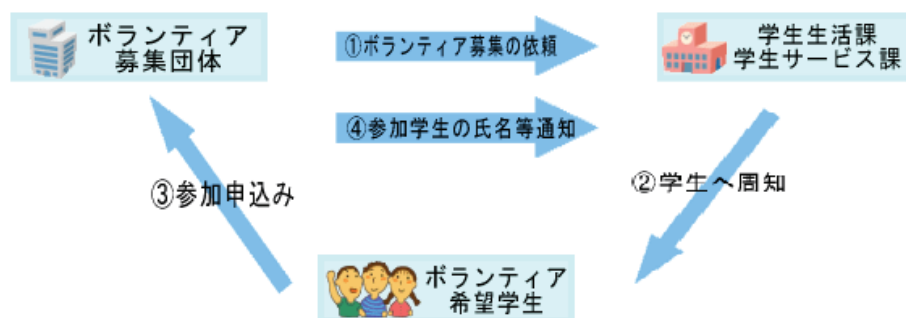 ボランティア
募集団体
①ボランティア募集の依頼
学生生活課
学生サービス課
④参加学生の氏名等通知
③参加申込み
②学生へ周知
ボランティア
希望学生